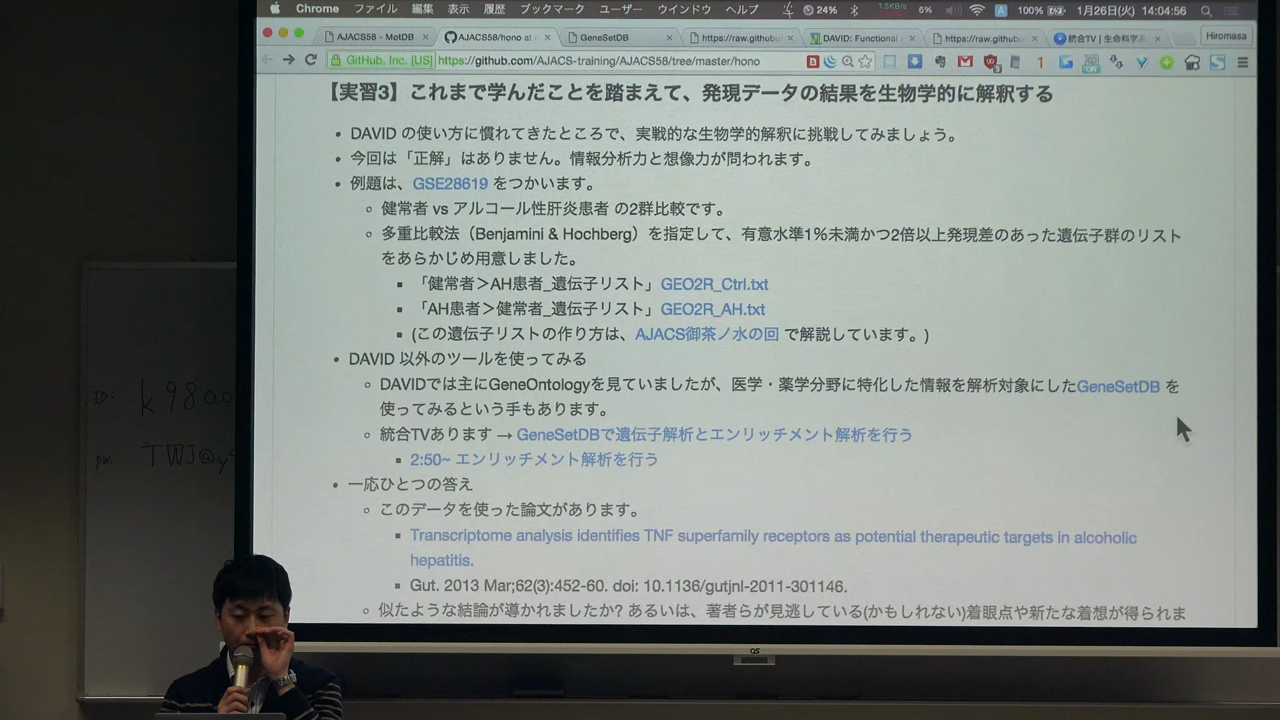 Chrome ファイル 編集 表示 履歴 ブックマーク ユーザー ウインドウ ヘルプ 24% 1.5KB/s 6% A 100% 1月26日(火) 14:04:56
AJACS58 - MotDB AJACS58/hono at GeneSetDB https://raw.githubu DAVID: Functional A https://raw.githubu 統合TV | 生命科学系 Hiromasa
GitHub, Inc. [US] https://github.com/AJACS-training/AJACS58/tree/master/hono
【実習3】これまで学んだことを踏まえて、発現データの結果を生物学的に解釈する
• DAVID の使い方に慣れてきたところで、実戦的な生物学的解釈に挑戦してみましょう。
• 今回は「正解」はありません。情報分析力と想像力が問われます。
• 例題は、GSE28619 をつかいます。
◦ 健常者 vs アルコール性肝炎患者 の2群比較です。
◦ 多重比較法（Benjamini & Hochberg）を指定して、有意水準1%未満かつ2倍以上発現差のあった遺伝子群のリスト
をあらかじめ用意しました。
▪ 「健常者＞AH患者_遺伝子リスト」GEO2R_Ctrl.txt
▪ 「AH患者＞健常者_遺伝子リスト」GEO2R_AH.txt
▪ (この遺伝子リストの作り方は、AJACS御茶ノ水の回 で解説しています。)
• DAVID 以外のツールを使ってみる
◦ DAVIDでは主にGeneOntologyを見ていましたが、医学・薬学分野に特化した情報を解析対象にしたGeneSetDB を
使ってみるという手もあります。
◦ 統合TVあります → GeneSetDBで遺伝子解析とエンリッチメント解析を行う
▪ 2:50~ エンリッチメント解析を行う
• 一応ひとつの答え
◦ このデータを使った論文があります。
▪ Transcriptome analysis identifies TNF superfamily receptors as potential therapeutic targets in alcoholic
hepatitis.
▪ Gut. 2013 Mar;62(3):452-60. doi: 10.1136/gutjnl-2011-301146.
◦ 似たような結論が導かれましたか? あるいは、著者らが見逃している(かもしれない)着眼点や新たな着想が得られま
ID: k9800
pw.